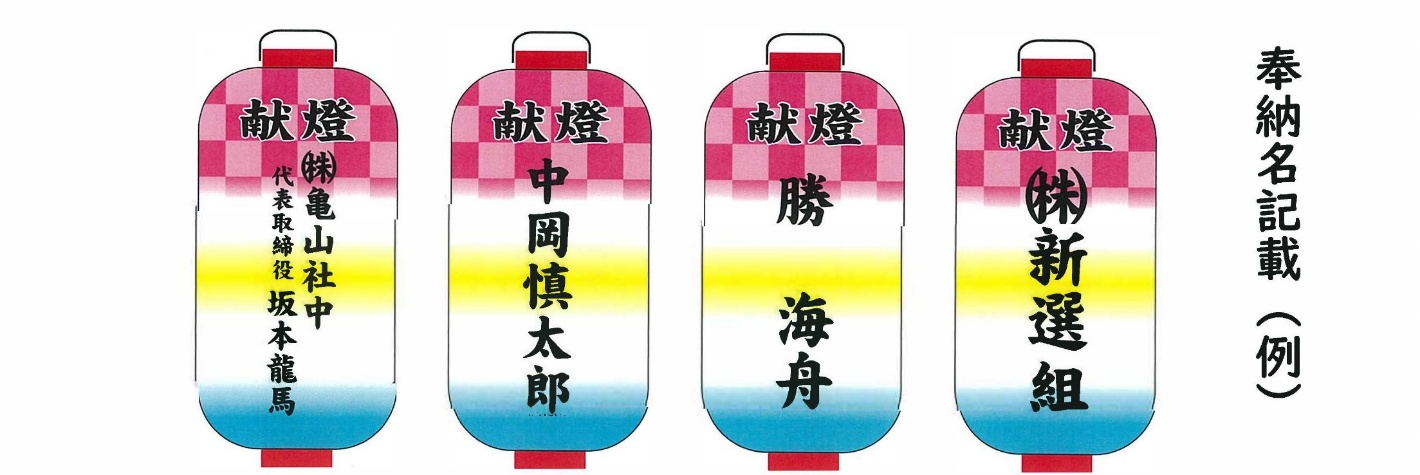 奉納名記載（例）
献燈
㈱新選組
献燈
勝 海舟
献燈
中岡慎太郎
献燈
㈱亀山社中
代表取締役 坂本龍馬